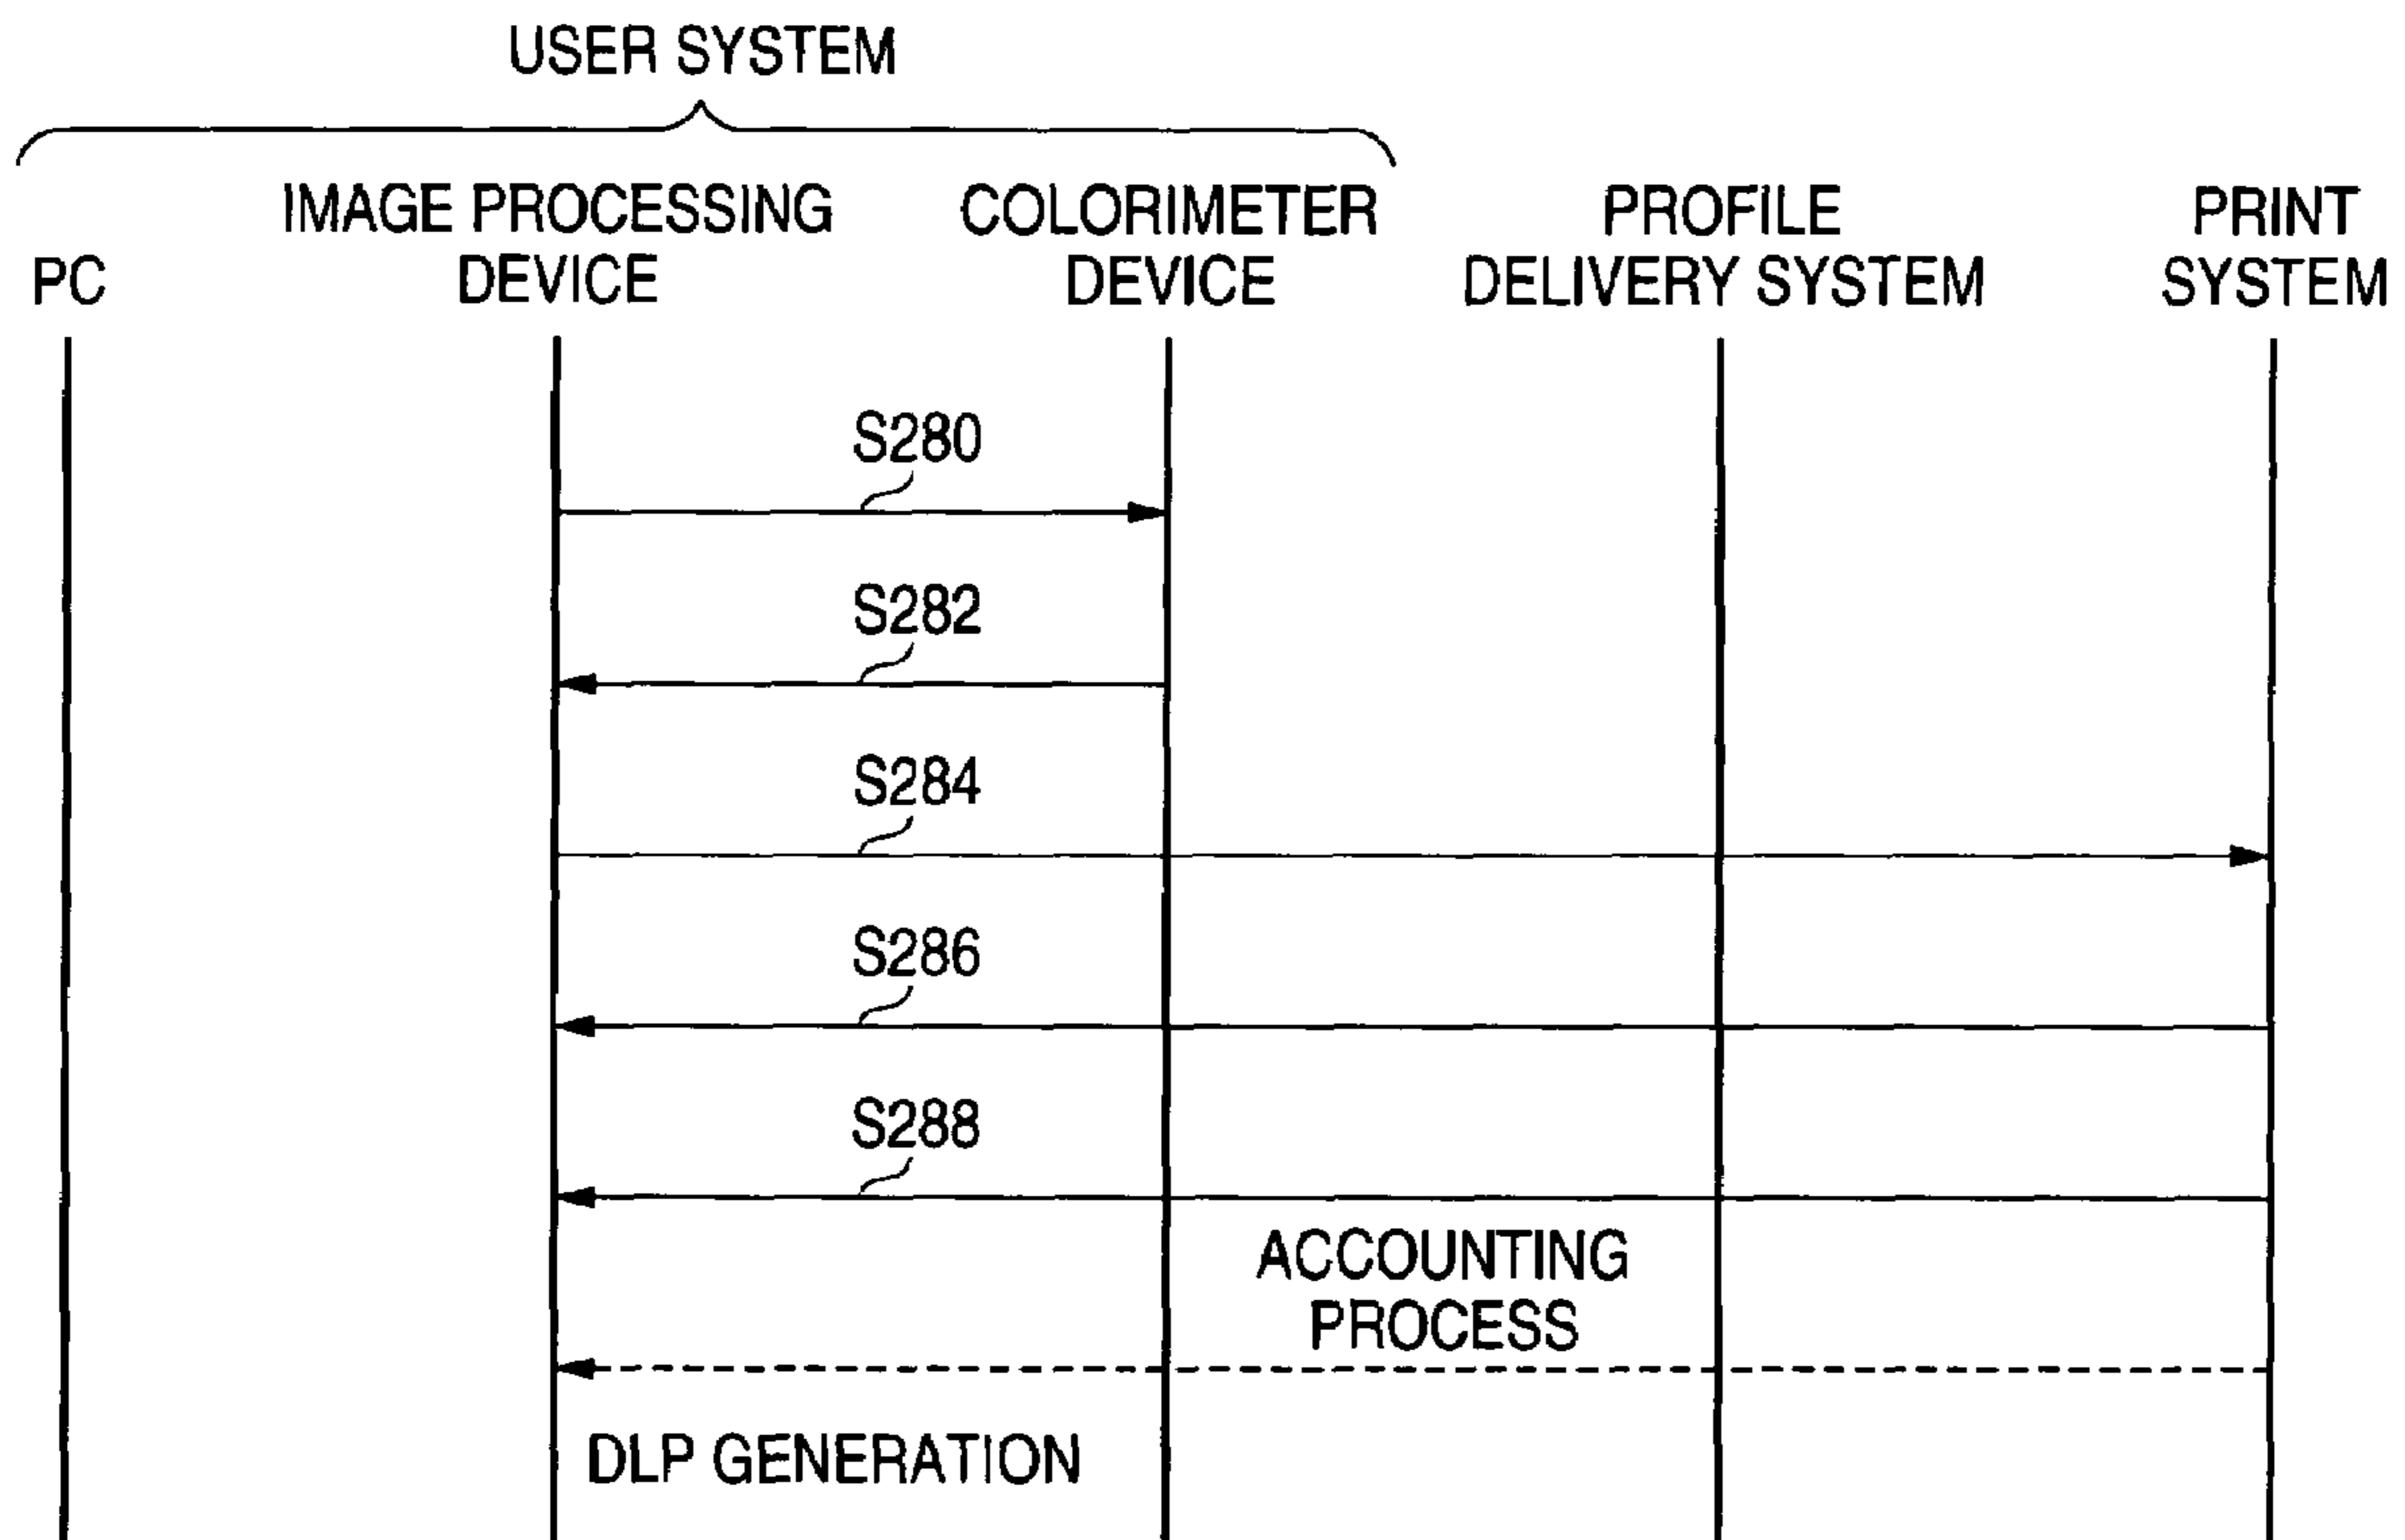 USER SYSTEM
PC
IMAGE PROCESSING
DEVICE
COLORIMETER
DEVICE
PROFILE
DELIVERY SYSTEM
PRINT
SYSTEM
S280
S282
S284
S286
S288
ACCOUNTING
PROCESS
DLP GENERATION